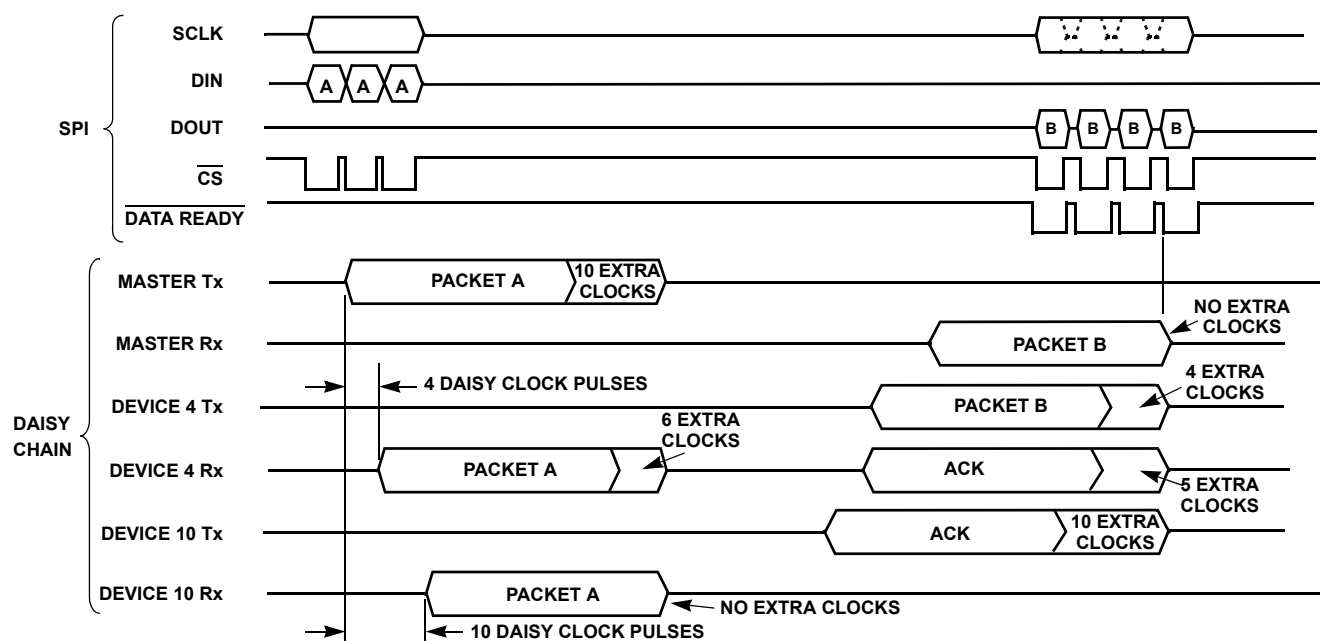 SPI
SCLK
DIN
A A A
DOUT
B B B B
CS
DATA READY
DAISY
CHAIN
MASTER Tx
PACKET A
10 EXTRA
CLOCKS
MASTER Rx
PACKET B
NO EXTRA
CLOCKS
4 DAISY CLOCK PULSES
DEVICE 4 Tx
PACKET B
4 EXTRA
CLOCKS
DEVICE 4 Rx
PACKET A
6 EXTRA
CLOCKS
ACK
5 EXTRA
CLOCKS
DEVICE 10 Tx
ACK
10 EXTRA
CLOCKS
DEVICE 10 Rx
PACKET A
NO EXTRA CLOCKS
10 DAISY CLOCK PULSES